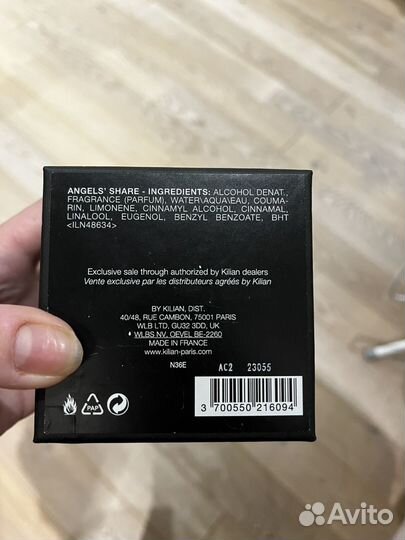 ANGELS' SHARE - INGREDIENTS: ALCOHOL DENAT.,
FRAGRANCE (PARFUM), WATER\AQUA\EAU, COUMA-
RIN, LIMONENE, CINNAMYL ALCOHOL, CINNAMAL,
LINALOOL, EUGENOL, BENZYL BENZOATE, BHT
<ILN48634>
Exclusive sale through authorized by Kilian dealers
Vente exclusive par les distributeurs agréés by Kilian
BY KILIAN, DIST.
40/48, RUE CAMBON, 75001 PARIS
WLB LTD. GU32 3DD, UK
WLBS NV. OEVEL BE-2260
MADE IN FRANCE
www.kilian-paris.com
N36E
AC2 23055
PAP
3 700550 216094
Avito